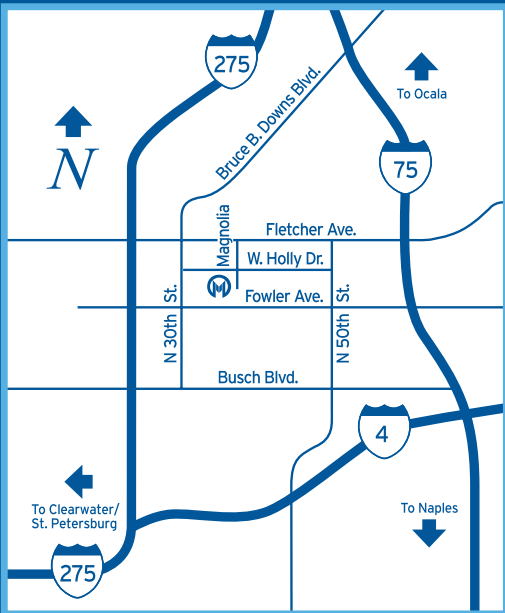 275
Bruce B. Downs Blvd.
To Ocala
N
75
Magnolia
Fletcher Ave.
W. Holly Dr.
M
Fowler Ave.
N 30th St.
N 50th St.
Busch Blvd.
4
To Clearwater/
St. Petersburg
To Naples
275